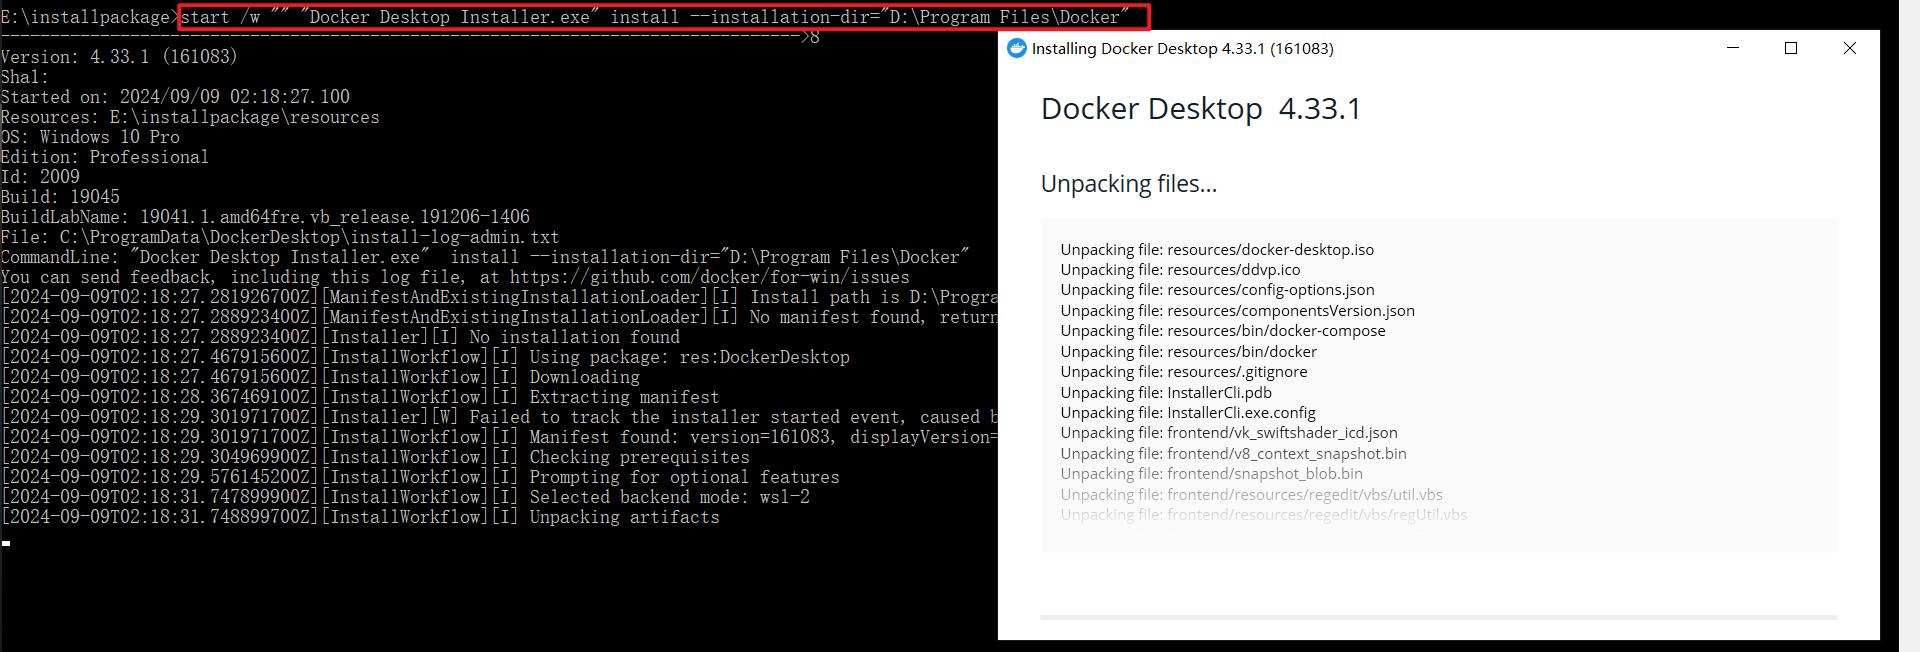 E:\installpackage>start /w "" "Docker Desktop Installer.exe" install --installation-dir="D:\Program Files\Docker"
-------------------------------------------------------------------------------->8
Version: 4.33.1 (161083)
Sha1:
Started on: 2024/09/09 02:18:27.100
Resources: E:\installpackage\resources
OS: Windows 10 Pro
Edition: Professional
Id: 2009
Build: 19045
BuildLabName: 19041.1.amd64fre.vb_release.191206-1406
File: C:\ProgramData\DockerDesktop\install-log-admin.txt
CommandLine: "Docker Desktop Installer.exe"  install --installation-dir="D:\Program Files\Docker"
You can send feedback, including this log file, at https://github.com/docker/for-win/issues
[2024-09-09T02:18:27.281926700Z][ManifestAndExistingInstallationLoader][I] Install path is D:\Progra
[2024-09-09T02:18:27.288923400Z][ManifestAndExistingInstallationLoader][I] No manifest found, return
[2024-09-09T02:18:27.288923400Z][Installer][I] No installation found
[2024-09-09T02:18:27.467915600Z][InstallWorkflow][I] Using package: res:DockerDesktop
[2024-09-09T02:18:27.467915600Z][InstallWorkflow][I] Downloading
[2024-09-09T02:18:28.367469100Z][InstallWorkflow][I] Extracting manifest
[2024-09-09T02:18:29.301971700Z][Installer][W] Failed to track the installer started event, caused b
[2024-09-09T02:18:29.301971700Z][InstallWorkflow][I] Manifest found: version=161083, displayVersion=
[2024-09-09T02:18:29.304969900Z][InstallWorkflow][I] Checking prerequisites
[2024-09-09T02:18:29.576145200Z][InstallWorkflow][I] Prompting for optional features
[2024-09-09T02:18:31.747899900Z][InstallWorkflow][I] Selected backend mode: wsl-2
[2024-09-09T02:18:31.748899700Z][InstallWorkflow][I] Unpacking artifacts
Installing Docker Desktop 4.33.1 (161083)
Docker Desktop 4.33.1
Unpacking files...
Unpacking file: resources/docker-desktop.iso
Unpacking file: resources/ddvp.ico
Unpacking file: resources/config-options.json
Unpacking file: resources/componentsVersion.json
Unpacking file: resources/bin/docker-compose
Unpacking file: resources/bin/docker
Unpacking file: resources/.gitignore
Unpacking file: InstallerCli.pdb
Unpacking file: InstallerCli.exe.config
Unpacking file: frontend/vk_swiftshader_icd.json
Unpacking file: frontend/v8_context_snapshot.bin
Unpacking file: frontend/snapshot_blob.bin
Unpacking file: frontend/resources/regedit/vbs/util.vbs
Unpacking file: frontend/resources/regedit/vbs/regUtil.vbs